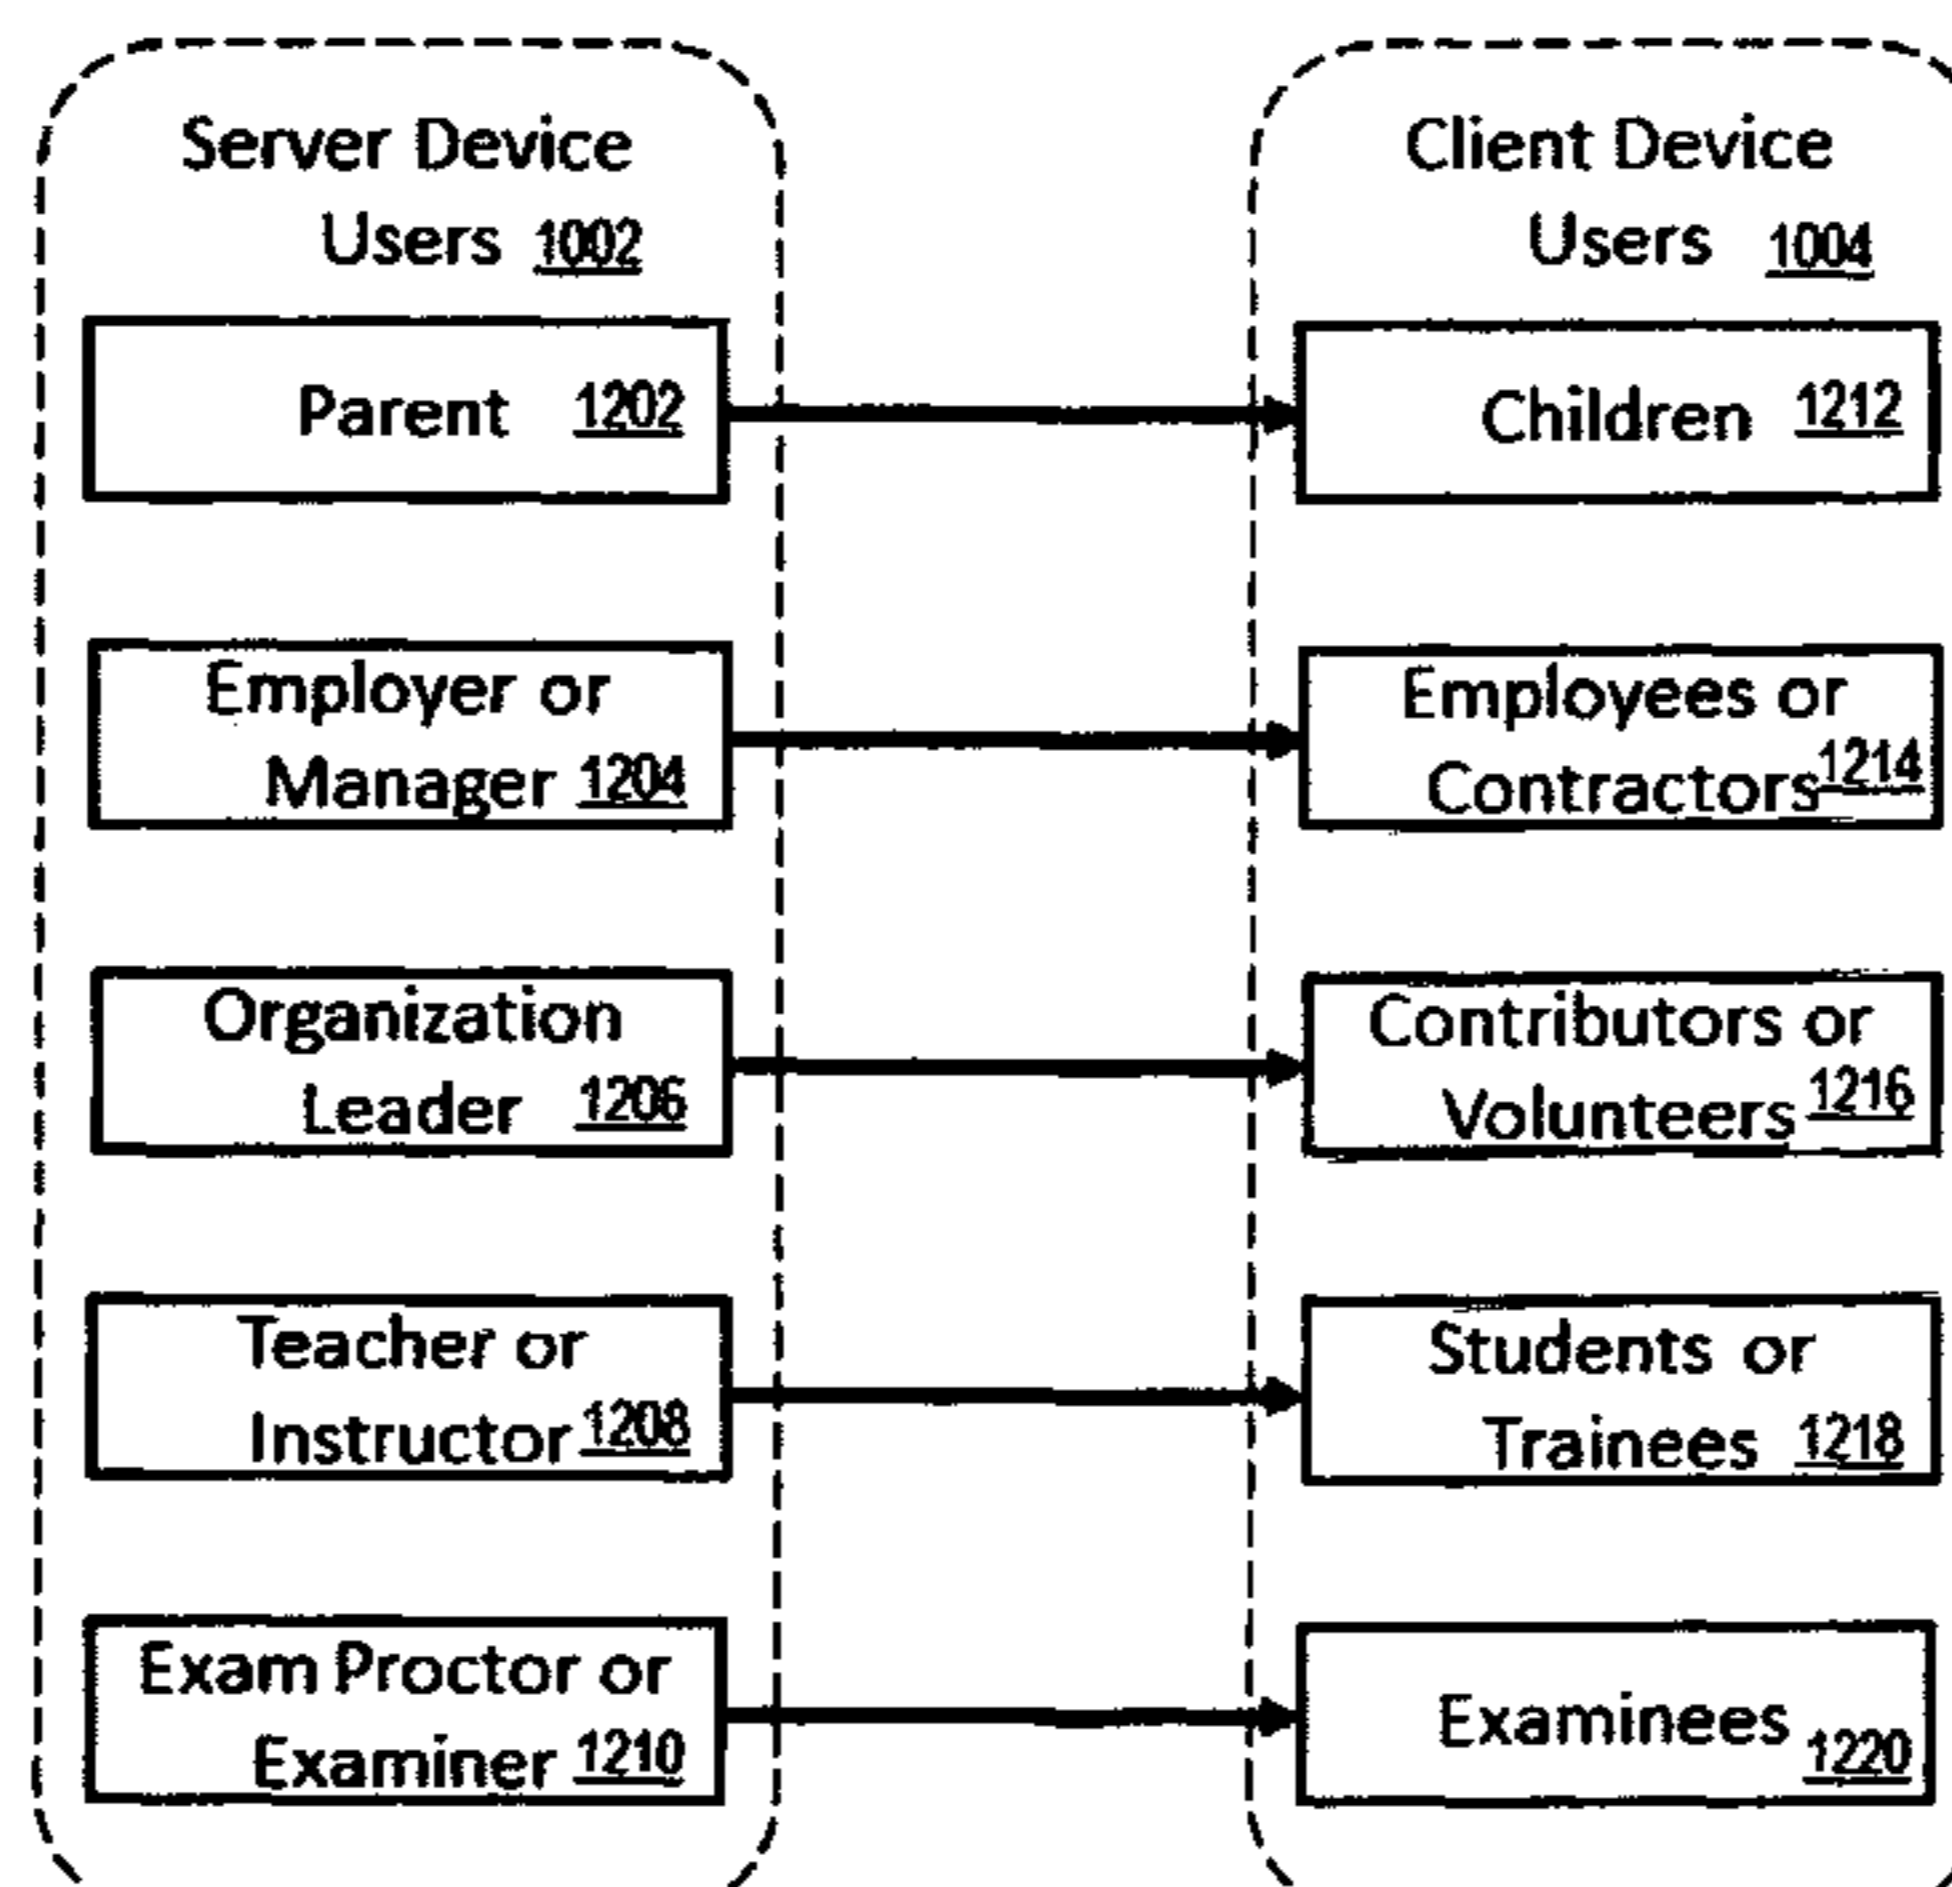 Server Device
Users 1002
Parent 1202
Employer or
Manager 1204
Organization
Leader 1206
Teacher or
Instructor 1208
Exam Proctor or
Examiner 1210
Client Device
Users 1004
Children 1212
Employees or
Contractors 1214
Contributors or
Volunteers 1216
Students or
Trainees 1218
Examinees 1220